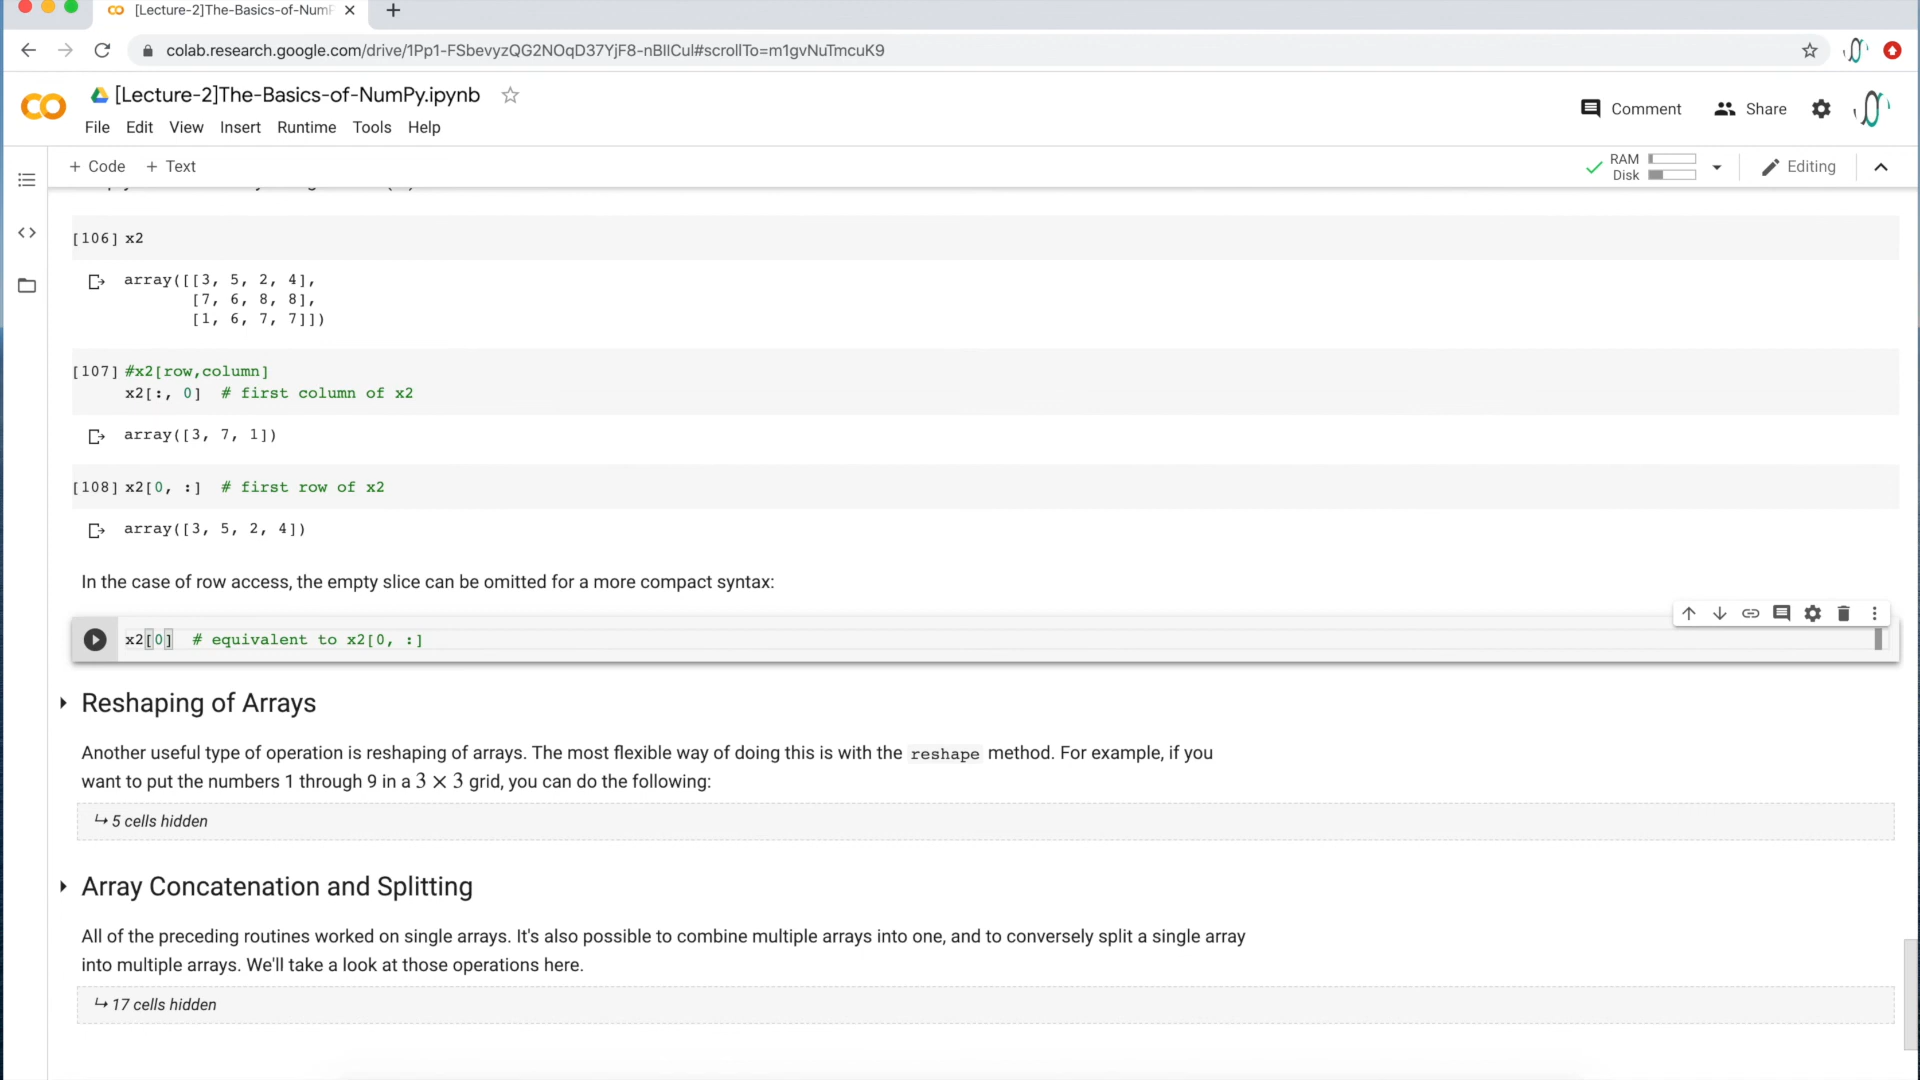 [Lecture-2]The-Basics-of-NumP
colab.research.google.com/drive/1Pp1-FSbevyzQG2NOqD37YjF8-nBIlCul#scrollTo=m1gvNuTmcuK9
[Lecture-2]The-Basics-of-NumPy.ipynb
Comment Share
File Edit View Insert Runtime Tools Help
+ Code + Text
RAM
Disk
Editing
[106] x2
array([[3, 5, 2, 4],
[7, 6, 8, 8],
[1, 6, 7, 7]])
[107] #x2[row,column]
x2[:, 0]  # first column of x2
array([3, 7, 1])
[108] x2[0, :]  # first row of x2
array([3, 5, 2, 4])
In the case of row access, the empty slice can be omitted for a more compact syntax:
x2[0]  # equivalent to x2[0, :]
Reshaping of Arrays
Another useful type of operation is reshaping of arrays. The most flexible way of doing this is with the reshape method. For example, if you
want to put the numbers 1 through 9 in a 3 × 3 grid, you can do the following:
5 cells hidden
Array Concatenation and Splitting
All of the preceding routines worked on single arrays. It's also possible to combine multiple arrays into one, and to conversely split a single array
into multiple arrays. We'll take a look at those operations here.
17 cells hidden